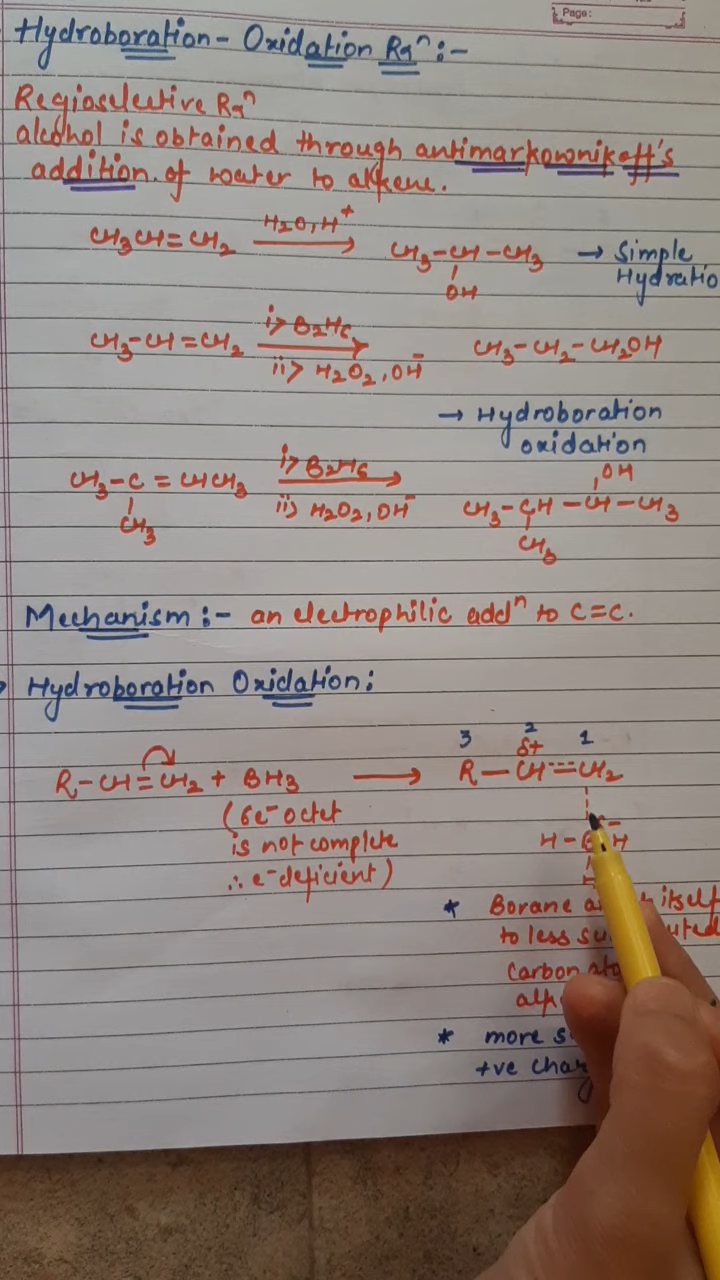 Page:
Hydroboration - Oxidation Rxⁿ :-
Regioselective Rxⁿ
alcohol is obtained through antimarkownikoff's
addition of water to alkene.
CH₃CH=CH₂ H₂O, H⁺ → CH₃-CH-CH₃ → Simple
OH Hydratio
CH₃-CH=CH₂ i> B₂H₆ → CH₃-CH₂-CH₂OH
ii> H₂O₂, OH⁻
→ Hydroboration
oxidation
OH
CH₃-C=CHCH₃ i> B₂H₆ → CH₃-CH-CH-CH₃
CH₃ ii) H₂O₂, OH⁻ CH₃
Mechanism :- an electrophilic addⁿ to C=C.
Hydroboration Oxidation :
3 2 1
δ+
R-CH=CH₂ + BH₃ → R-CH=CH₂
(6e⁻ octet
is not complete H- H
∴ e⁻deficient)
* Borane itself
to less
Carbon
* more
+ve